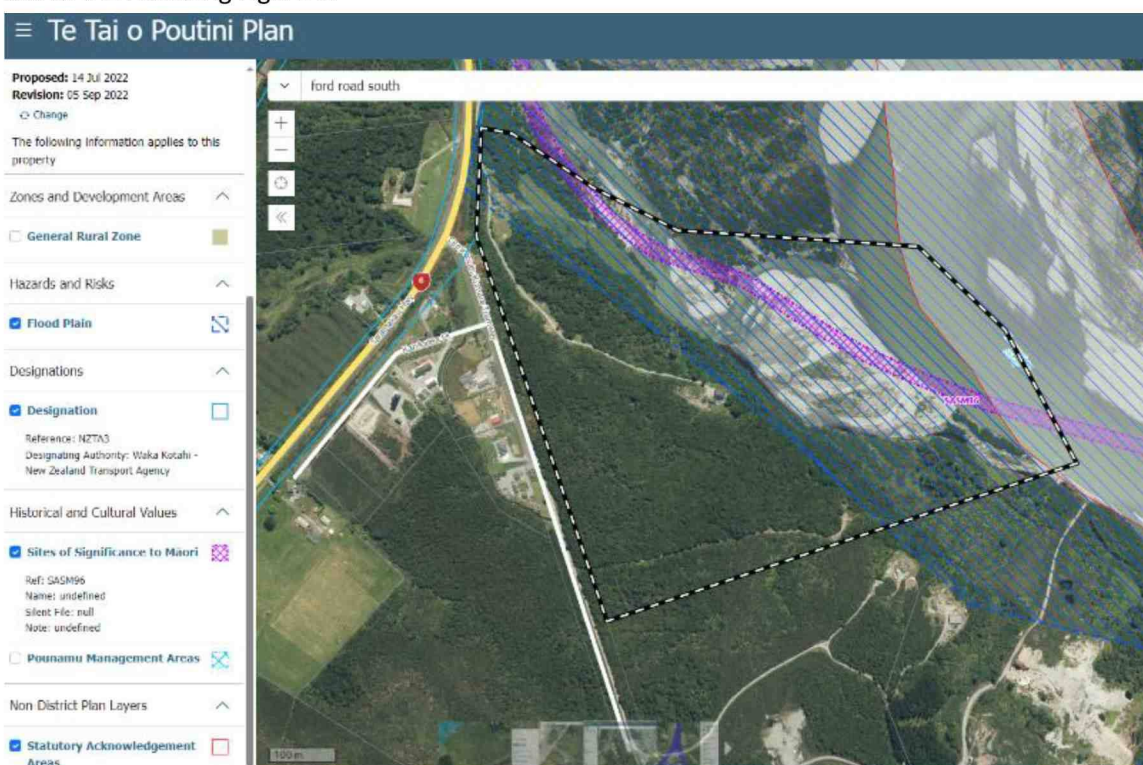 Te Tai o Poutini Plan
Proposed: 14 Jul 2022
Revision: 05 Sep 2022
Change
The following information applies to this
property
Zones and Development Areas
General Rural Zone
Hazards and Risks
Flood Plain
Designations
Designation
Reference: NZTA3
Designating Authority: Waka Kotahi -
New Zealand Transport Agency
Historical and Cultural Values
Sites of Significance to Māori
Ref: SASM96
Name: undefined
Silent File: null
Note: undefined
Pounamu Management Areas
Non District Plan Layers
Statutory Acknowledgement
Areas
ford road south
6
100 m